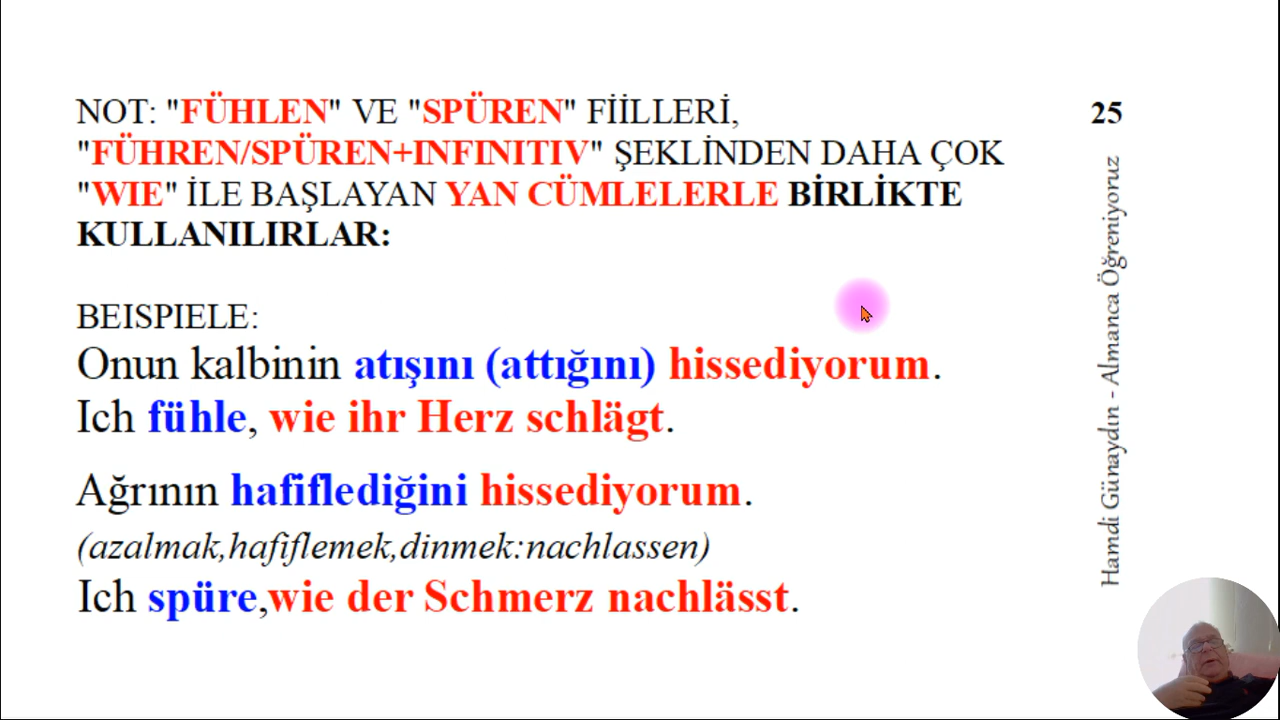 NOT: "FÜHLEN" VE "SPÜREN" FİİLLERİ,
"FÜHREN/SPÜREN+INFINITIV" ŞEKLİNDEN DAHA ÇOK
"WIE" İLE BAŞLAYAN YAN CÜMLELERLE BİRLİKTE
KULLANILIRLAR:
25
BEISPIELE:
Onun kalbinin atışını (attığını) hissediyorum.
Ich fühle, wie ihr Herz schlägt.
Ağrının hafiflediğini hissediyorum.
(azalmak,hafiflemek,dinmek:nachlassen)
Ich spüre,wie der Schmerz nachlässt.
Hamdi Günaydın - Almanca Öğreniyoruz